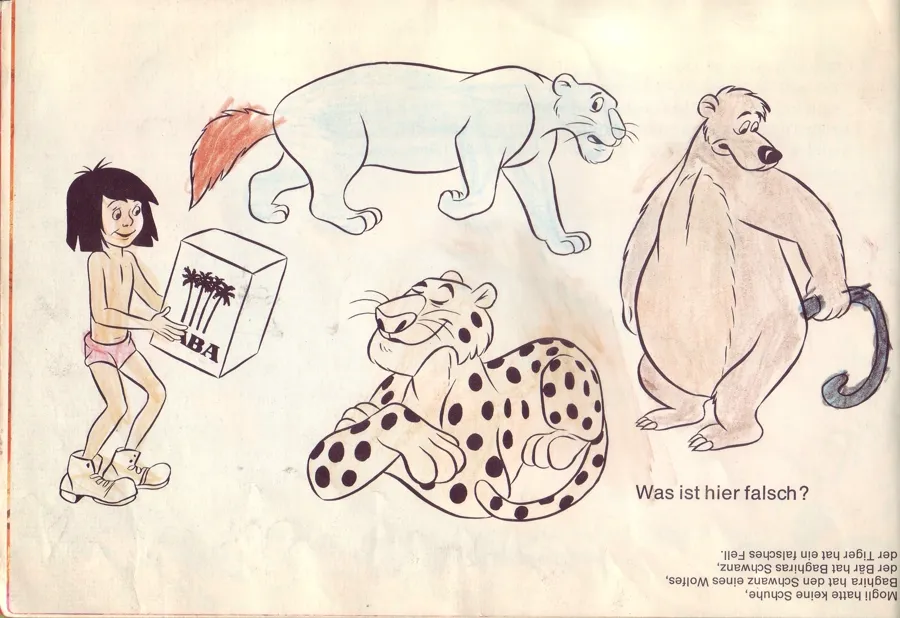 BA
Was ist hier falsch?
Mogli hatte keine Schuhe,
Baghira hat den Schwanz eines Wolfes,
der Bär hat Baghiras Schwanz,
der Tiger hat ein falsches Fell.